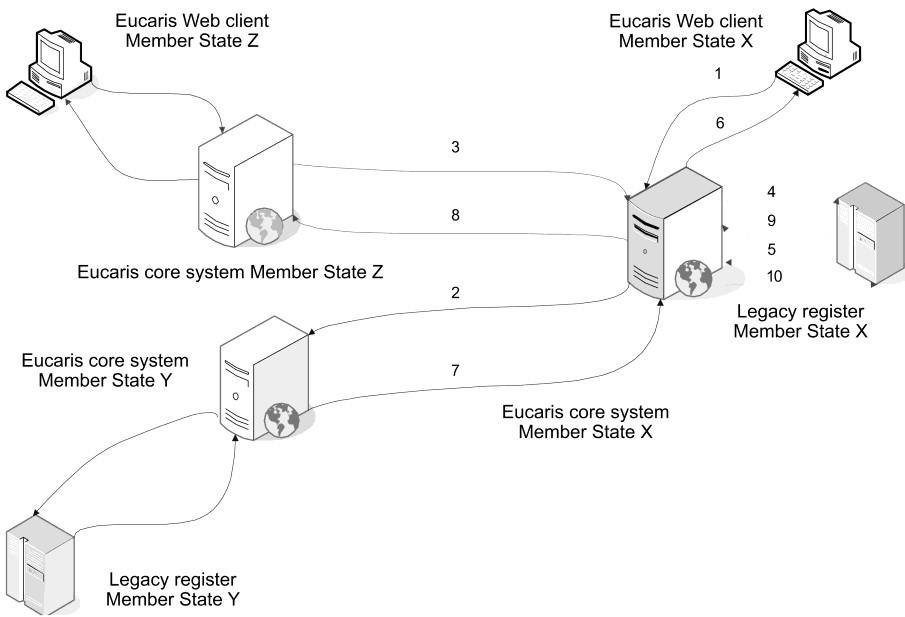 Eucaris Web client
Member State Z
Eucaris Web client
Member State X
1
6
3
4
8
9
5
10
Eucaris core system Member State Z
2
Legacy register
Member State X
Eucaris core system
Member State Y
7
Eucaris core system
Member State X
Legacy register
Member State Y